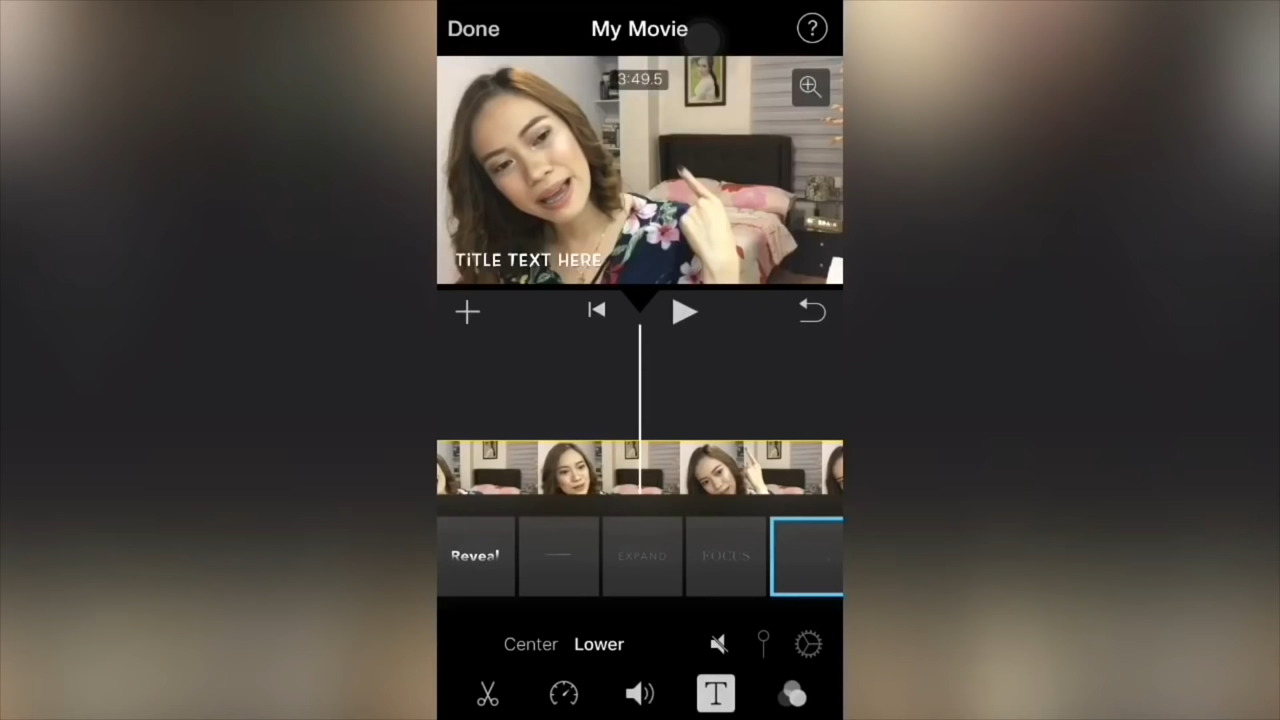 Done My Movie ?
3:49.5
TiTLE TEXT HERE
Reveal EXPAND FOCUS
Center Lower
T